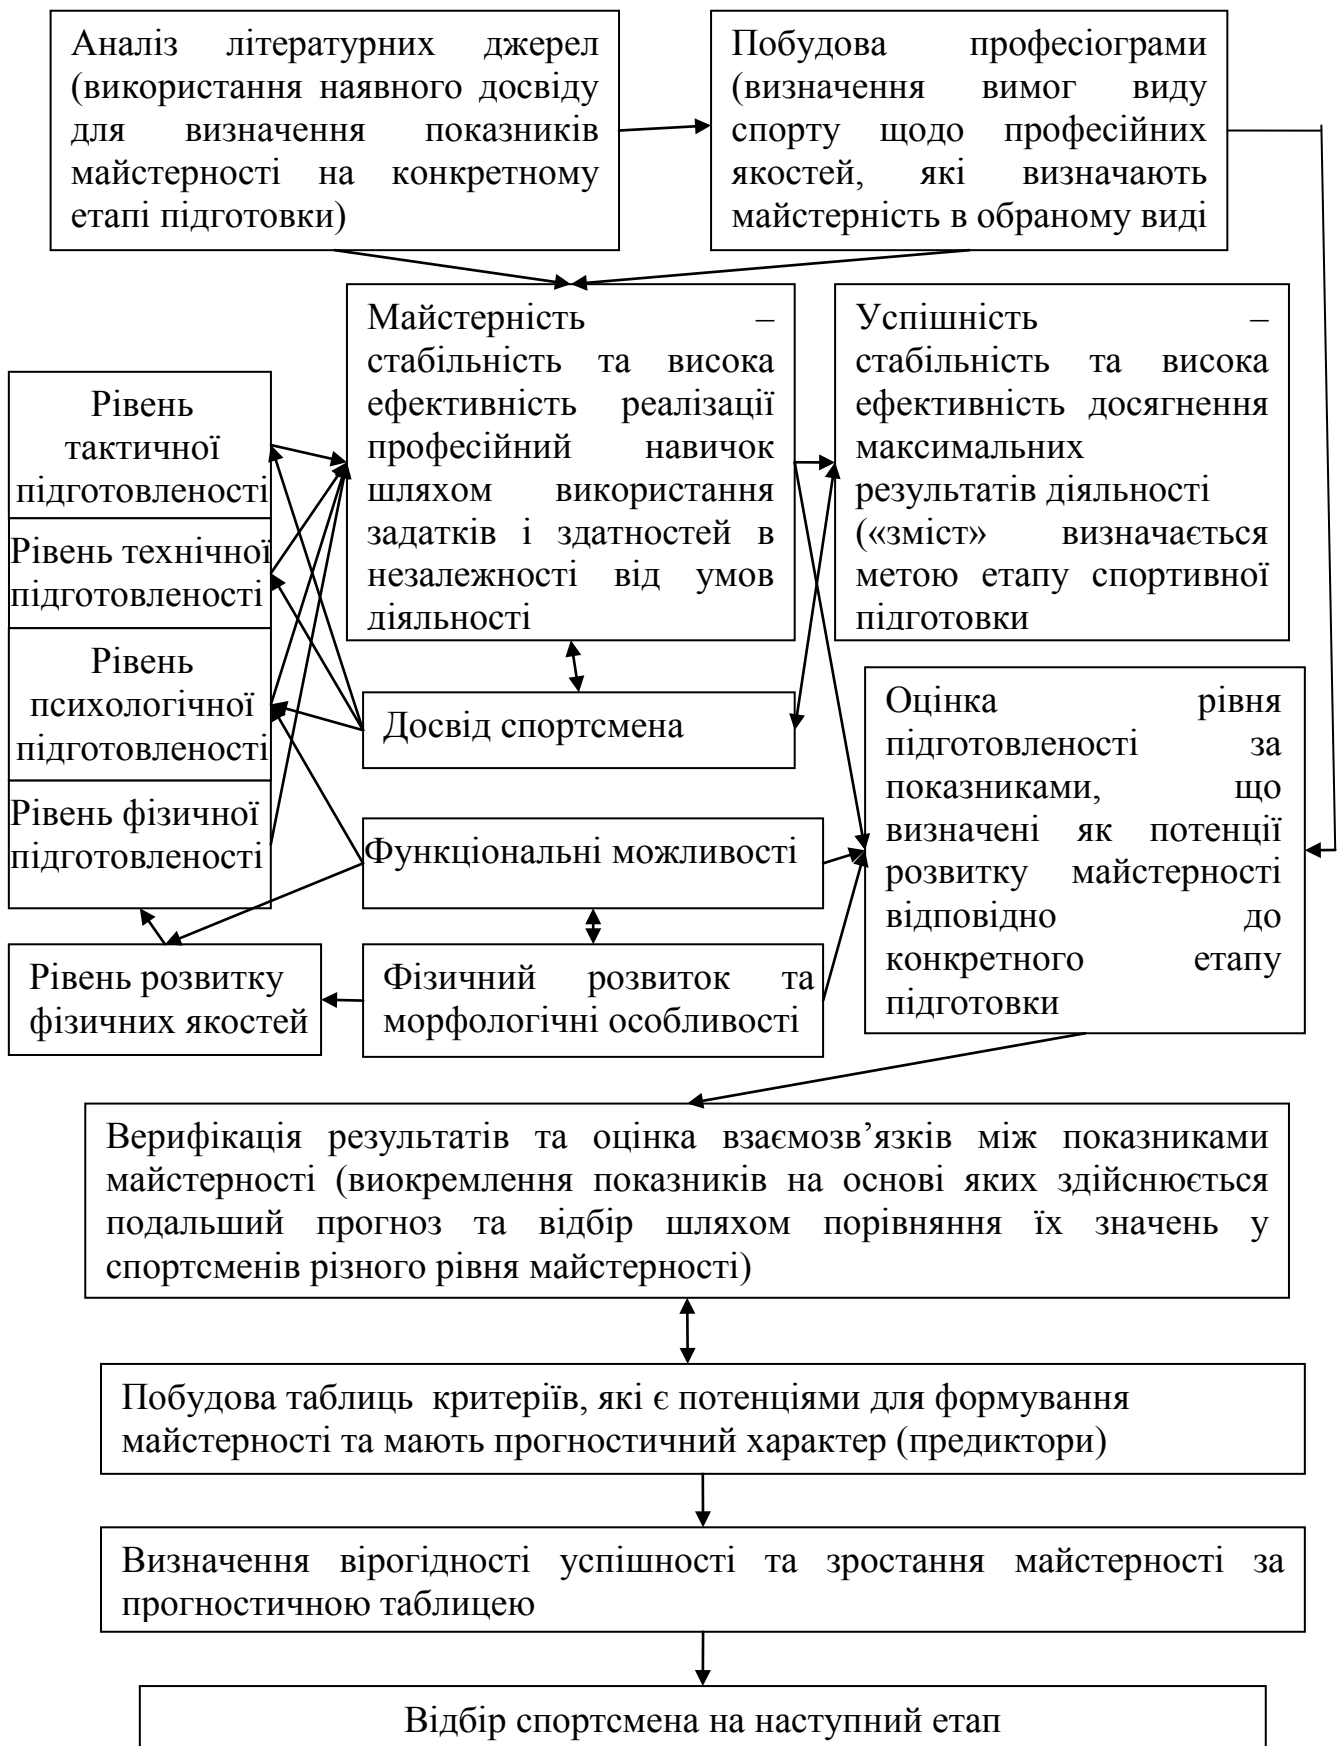 Аналіз літературних джерел
(використання наявного досвіду
для визначення показників
майстерності на конкретному
етапі підготовки)
Побудова професіограми
(визначення вимог виду
спорту щодо професійних
якостей, які визначають
майстерність в обраному виді
Майстерність –
стабільність та висока
ефективність реалізації
професійний навичок
шляхом використання
задатків і здатностей в
незалежності від умов
діяльності
Успішність –
стабільність та висока
ефективність досягнення
максимальних
результатів діяльності
(«зміст» визначається
метою етапу спортивної
підготовки
Рівень
тактичної
підготовленості
Рівень технічної
підготовленості
Рівень
психологічної
підготовленості
Рівень фізичної
підготовленості
Досвід спортсмена
Функціональні можливості
Оцінка рівня
підготовленості за
показниками, що
визначені як потенції
розвитку майстерності
відповідно до
конкретного етапу
підготовки
Рівень розвитку
фізичних якостей
Фізичний розвиток та
морфологічні особливості
Верифікація результатів та оцінка взаємозв’язків між показниками
майстерності (виокремлення показників на основі яких здійснюється
подальший прогноз та відбір шляхом порівняння їх значень у
спортсменів різного рівня майстерності)
Побудова таблиць критеріїв, які є потенціями для формування
майстерності та мають прогностичний характер (предиктори)
Визначення вірогідності успішності та зростання майстерності за
прогностичною таблицею
Відбір спортсмена на наступний етап